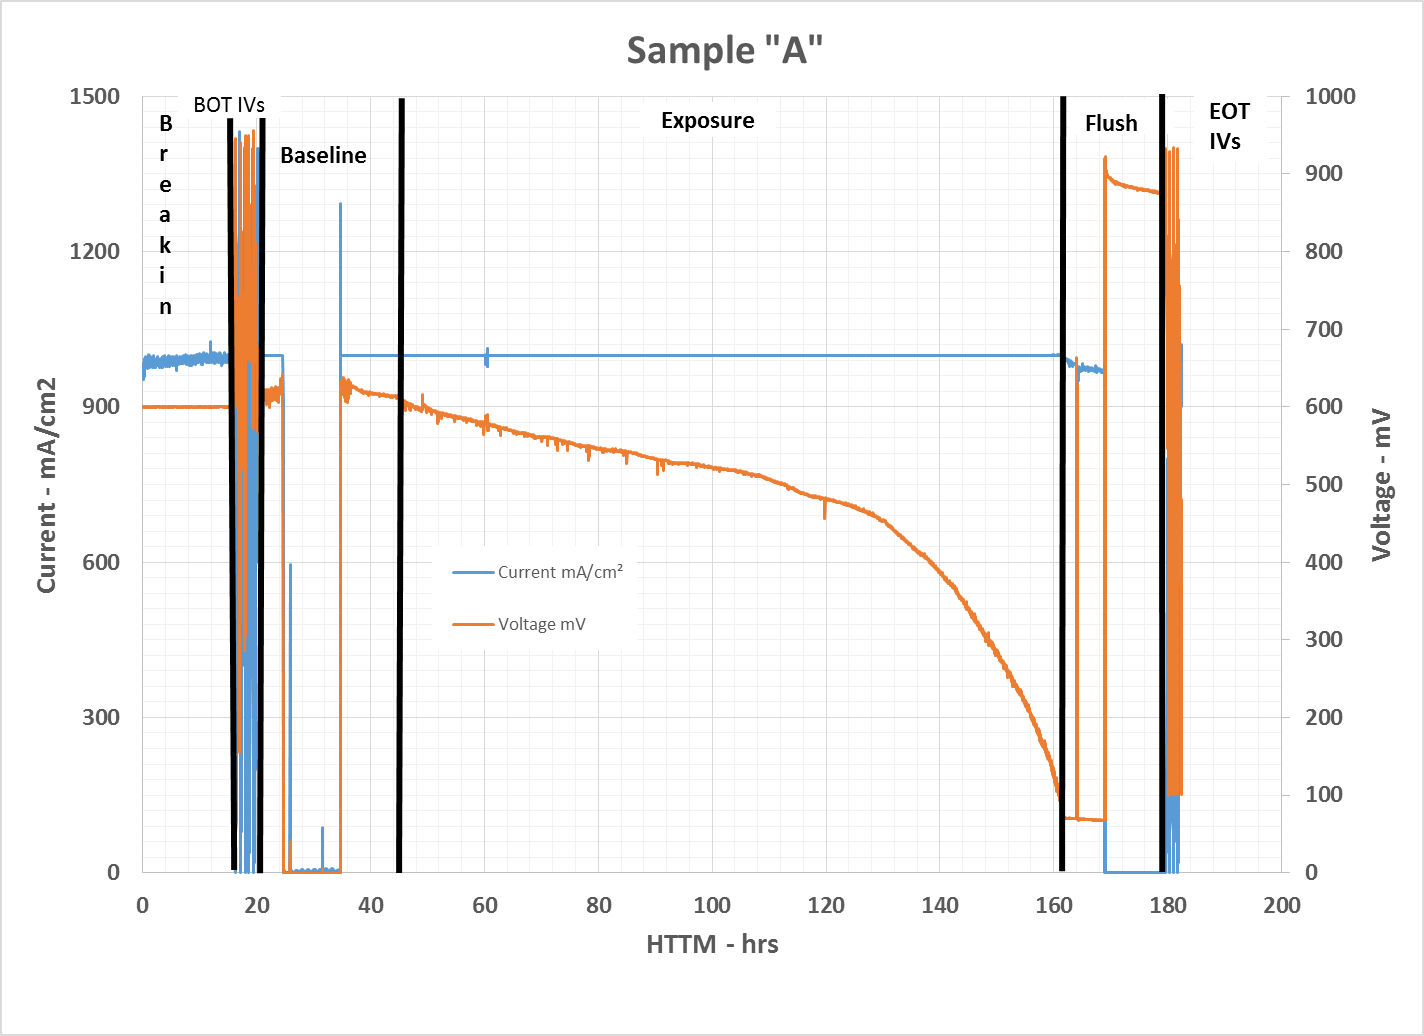 Sample "A"
1500
1200
900
600
300
0
Current - mA/cm2
B
r
e
a
k
i
n
BOT IVs
Baseline
Exposure
Flush
EOT
IVs
Current mA/cm²
Voltage mV
1000
900
800
700
600
500
400
300
200
100
0
Voltage - mV
0 20 40 60 80 100 120 140 160 180 200
HTTM - hrs